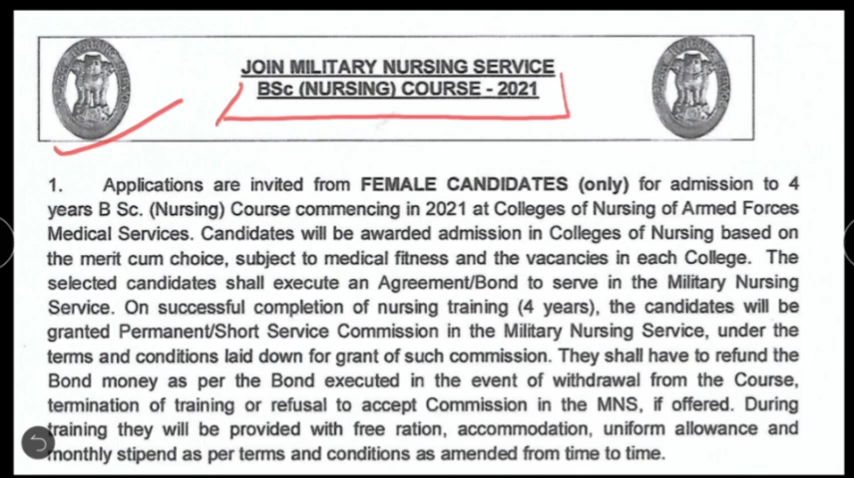 JOIN MILITARY NURSING SERVICE
BSc (NURSING) COURSE - 2021
1. Applications are invited from FEMALE CANDIDATES (only) for admission to 4
years B Sc. (Nursing) Course commencing in 2021 at Colleges of Nursing of Armed Forces
Medical Services. Candidates will be awarded admission in Colleges of Nursing based on
the merit cum choice, subject to medical fitness and the vacancies in each College. The
selected candidates shall execute an Agreement/Bond to serve in the Military Nursing
Service. On successful completion of nursing training (4 years), the candidates will be
granted Permanent/Short Service Commission in the Military Nursing Service, under the
terms and conditions laid down for grant of such commission. They shall have to refund the
Bond money as per the Bond executed in the event of withdrawal from the Course,
termination of training or refusal to accept Commission in the MNS, if offered. During
training they will be provided with free ration, accommodation, uniform allowance and
monthly stipend as per terms and conditions as amended from time to time.